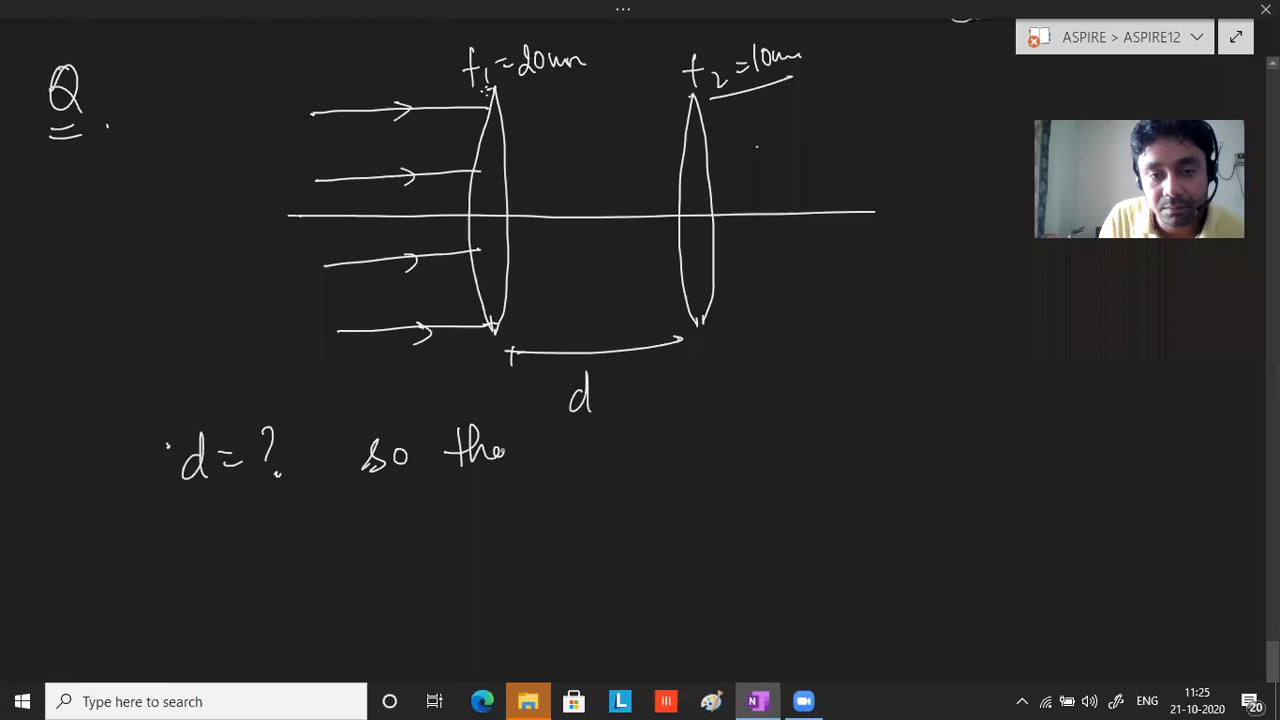 ASPIRE > ASPIRE12
Q
f1 = 20cm
f2 = 10cm
d
d = ? so the
Type here to search
L
ENG
11:25
21-10-2020
20